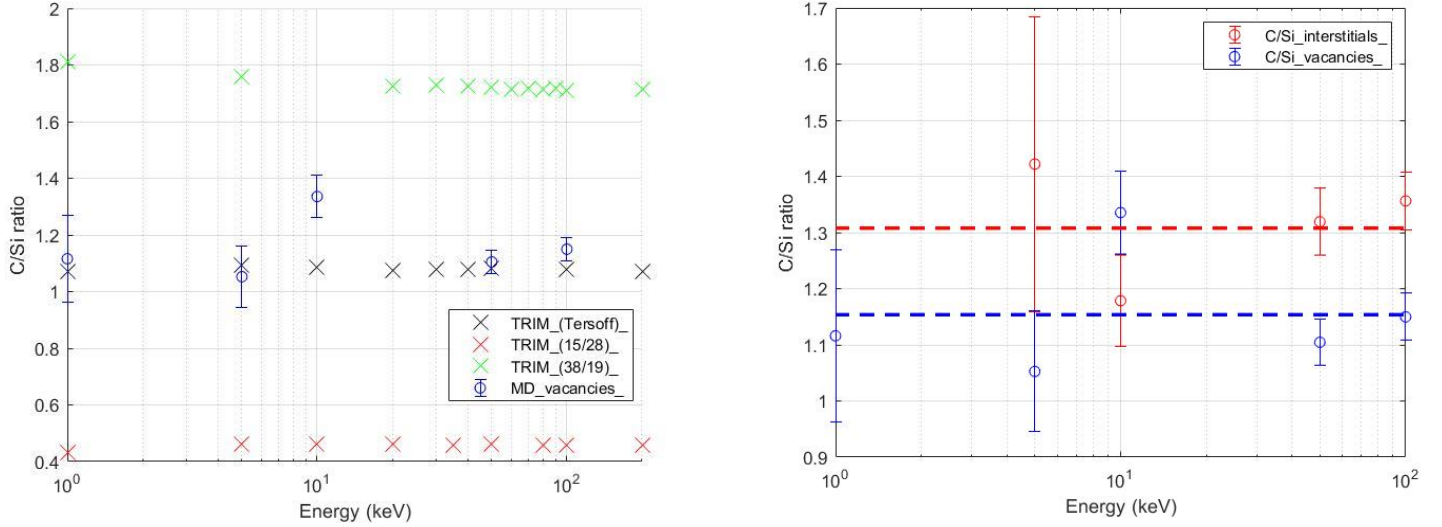 2
1.8
1.6
1.4
1.2
1
0.8
0.6
0.4
C/Si ratio
10^0
10^1
10^2
Energy (keV)
TRIM_(Tersoff)_
TRIM_(15/28)_
TRIM_(38/19)_
MD_vacancies_
1.7
1.6
1.5
1.4
1.3
1.2
1.1
1
0.9
C/Si ratio
10^0
10^1
10^2
Energy (keV)
C/Si_interstitials_
C/Si_vacancies_